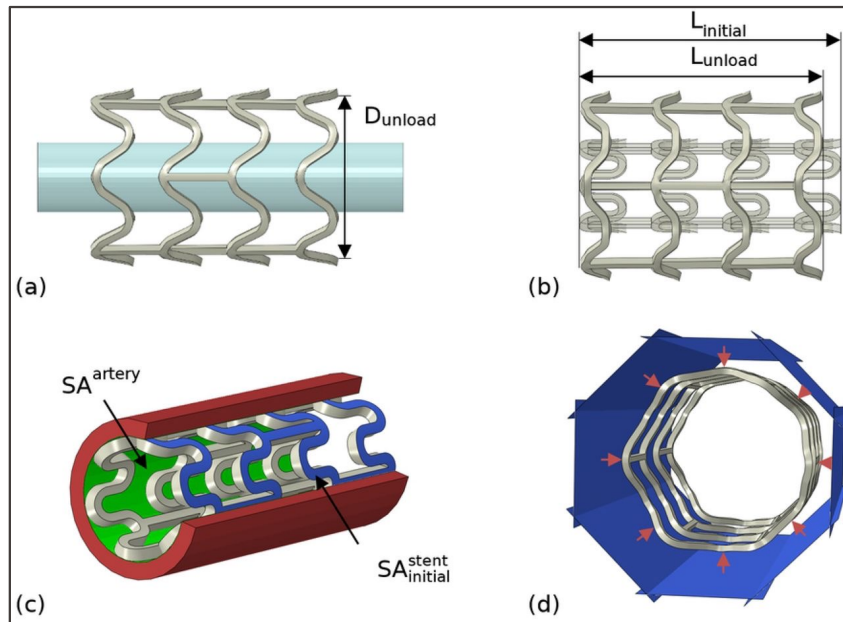 L_initial
L_unload
D_unload
(a)
(b)
SA^artery
SA^stent_initial
(c)
(d)